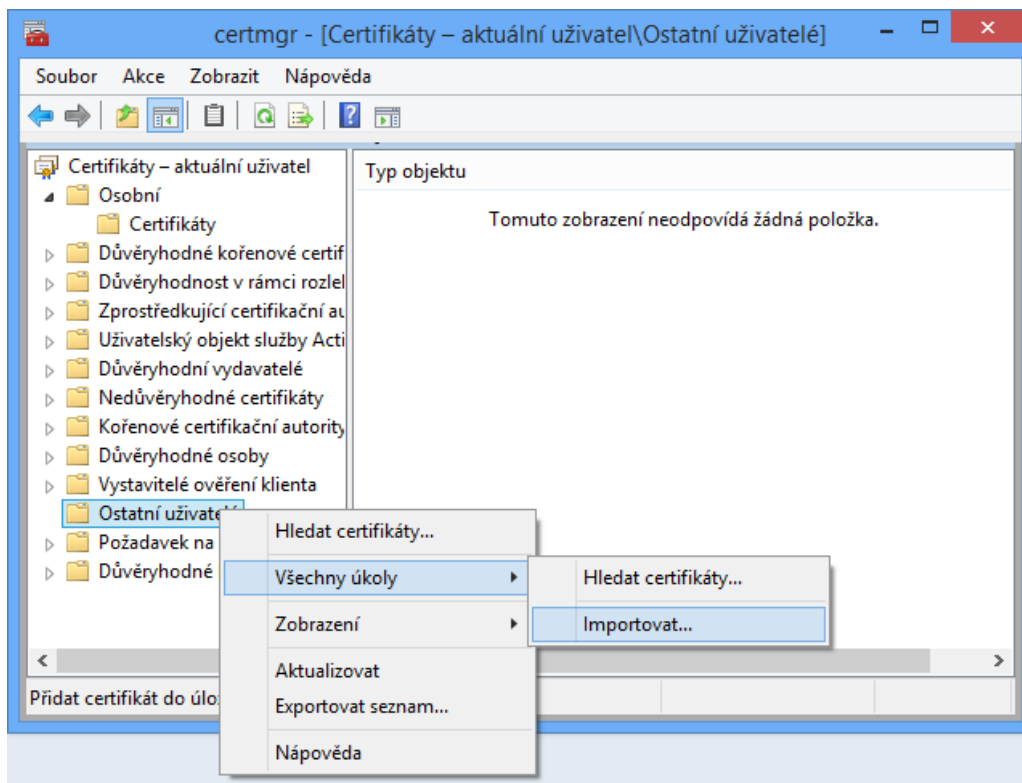 certmgr - [Certifikáty – aktuální uživatel\Ostatní uživatelé]
Soubor Akce Zobrazit Nápověda
Certifikáty – aktuální uživatel
Osobní
Certifikáty
Důvěryhodné kořenové certif
Důvěryhodnost v rámci rozlel
Zprostředkující certifikační au
Uživatelský objekt služby Acti
Důvěryhodní vydavatelé
Nedůvěryhodné certifikáty
Kořenové certifikační autority
Důvěryhodné osoby
Vystavitelé ověření klienta
Ostatní uživatelé
Požadavek na
Důvěryhodné
Typ objektu
Tomuto zobrazení neodpovídá žádná položka.
Hledat certifikáty...
Všechny úkoly
Zobrazení
Aktualizovat
Exportovat seznam...
Nápověda
Hledat certifikáty...
Importovat...
Přidat certifikát do úlo